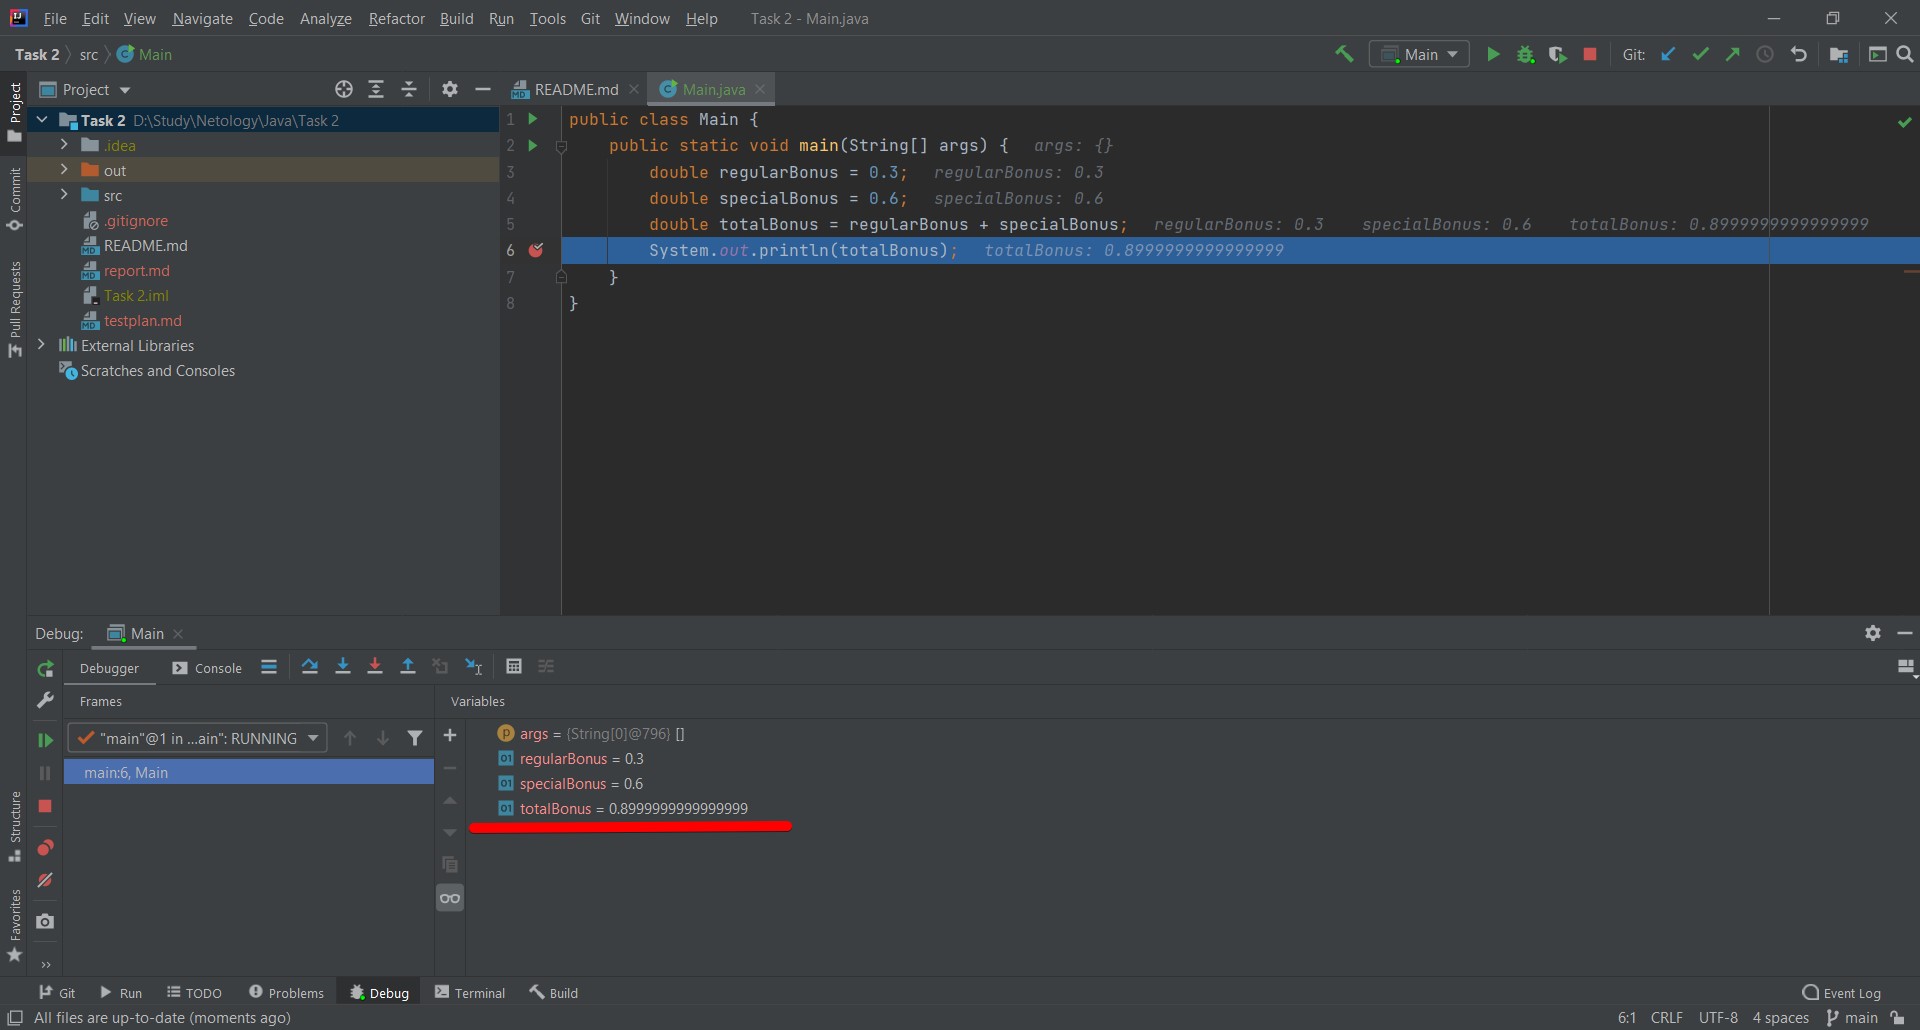 File Edit View Navigate Code Analyze Refactor Build Run Tools Git Window Help Task 2 - Main.java
Task 2 src Main
Main Git:
Project
README.md Main.java
Project
Commit
Pull Requests
Structure
Favorites
Task 2 D:\Study\Netology\Java\Task 2
.idea
out
src
.gitignore
README.md
report.md
Task 2.iml
testplan.md
External Libraries
Scratches and Consoles
1 public class Main {
2 public static void main(String[] args) { args: {}
3 double regularBonus = 0.3; regularBonus: 0.3
4 double specialBonus = 0.6; specialBonus: 0.6
5 double totalBonus = regularBonus + specialBonus; regularBonus: 0.3 specialBonus: 0.6 totalBonus: 0.8999999999999999
6 System.out.println(totalBonus); totalBonus: 0.8999999999999999
7 }
8 }
Debug: Main
Debugger Console
Frames
Variables
"main"@1 in ...ain": RUNNING
main:6, Main
args = {String[0]@796} []
regularBonus = 0.3
specialBonus = 0.6
totalBonus = 0.8999999999999999
Git Run TODO Problems Debug Terminal Build Event Log
All files are up-to-date (moments ago) 6:1 CRLF UTF-8 4 spaces main